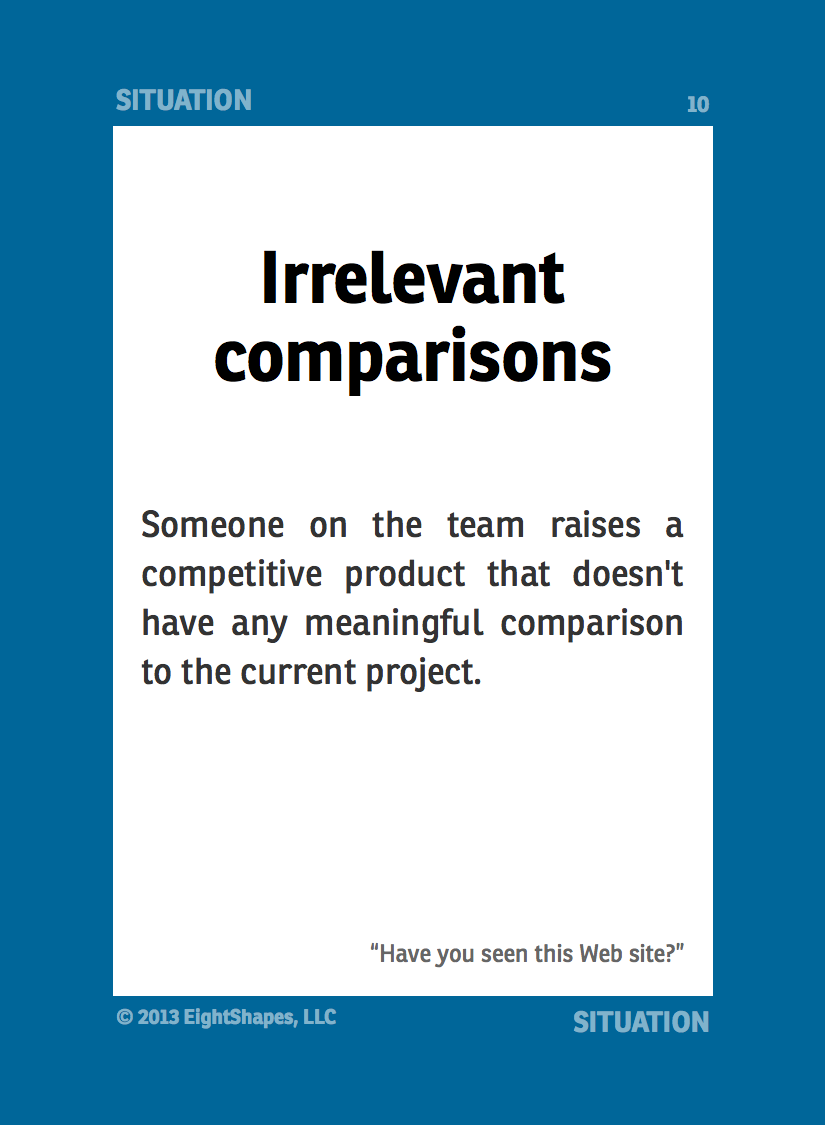 SITUATION
10
Irrelevant
comparisons
Someone on the team raises a
competitive product that doesn't
have any meaningful comparison
to the current project.
“Have you seen this Web site?”
© 2013 EightShapes, LLC
SITUATION